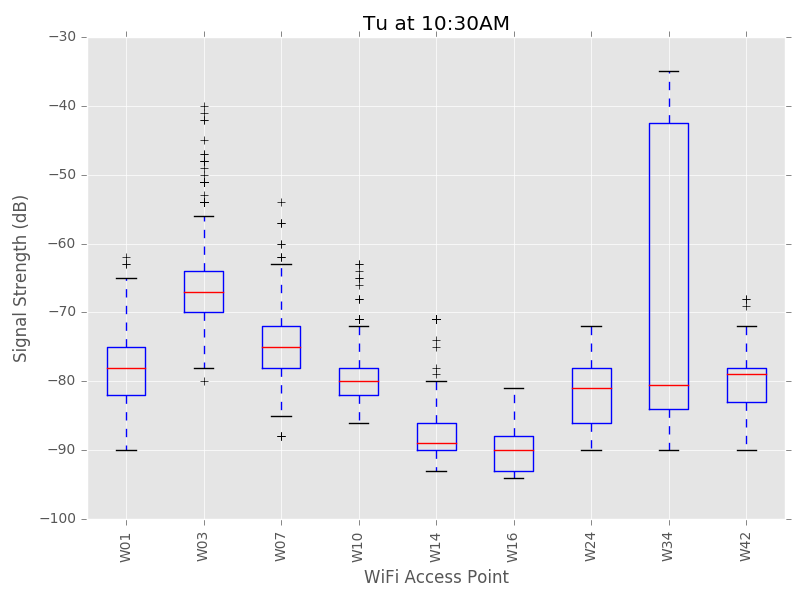 Tu at 10:30AM
Signal Strength (dB)
−30
−40
−50
−60
−70
−80
−90
−100
W01
W03
W07
W10
W14
W16
W24
W34
W42
WiFi Access Point